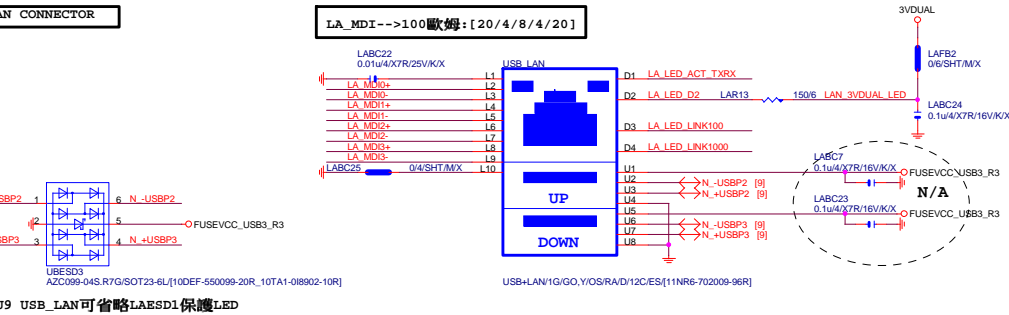 AN CONNECTOR
LA_MDI-->100歐姆:[20/4/8/4/20]
3VDUAL
LABC22
0.01u/4/X7R/25V/K/X
USB_LAN
LAFB2
0/6/SHT/M/X
L1
LA_MDI0+ L2
LA_MDI0- L3
LA_MDI1+ L4
LA_MDI1- L5
LA_MDI2+ L6
LA_MDI2- L7
LA_MDI3+ L8
LA_MDI3- L9
LABC25 0/4/SHT/M/X L10
D1 LA_LED_ACT_TXRX
D2 LA_LED_D2 LAR13 150/6 LAN_3VDUAL_LED
LABC24
0.1u/4/X7R/16V/K/X
D3 LA_LED_LINK100
D4 LA_LED_LINK1000
LABC7
0.1u/4/X7R/16V/K/X
U1 FUSEVCC_USB3_R3
U2 N_-USBP2 [9]
U3 N_+USBP2 [9]
U4
UP
N/A
LABC23
0.1u/4/X7R/16V/K/X
U5 FUSEVCC_USB3_R3
U6 N_-USBP3 [9]
U7 N_+USBP3 [9]
U8
DOWN
USBP2 1 6 N_-USBP2
2 5 FUSEVCC_USB3_R3
SBP3 3 4 N_+USBP3
UBESD3
AZC099-04S.R7G/SOT23-6L/[10DEF-550099-20R_10TA1-0I8902-10R]
USB+LAN/1G/GO,Y/OS/RA/D/12C/ES/[11NR6-702009-96R]
J9 USB_LAN可省略LAESD1保護LED